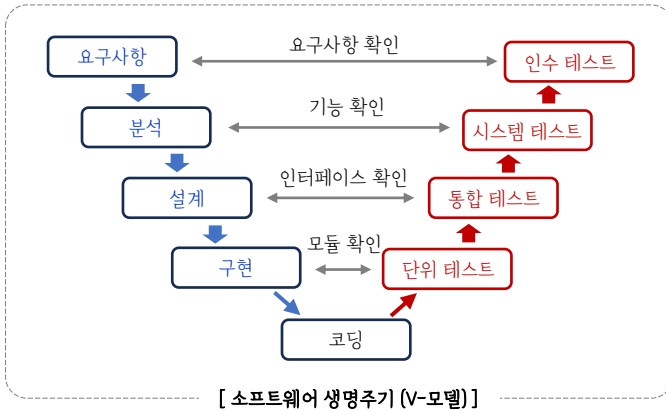 요구사항
요구사항 확인
인수 테스트
분석
기능 확인
시스템 테스트
설계
인터페이스 확인
통합 테스트
구현
모듈 확인
단위 테스트
코딩
[ 소프트웨어 생명주기 (V-모델) ]